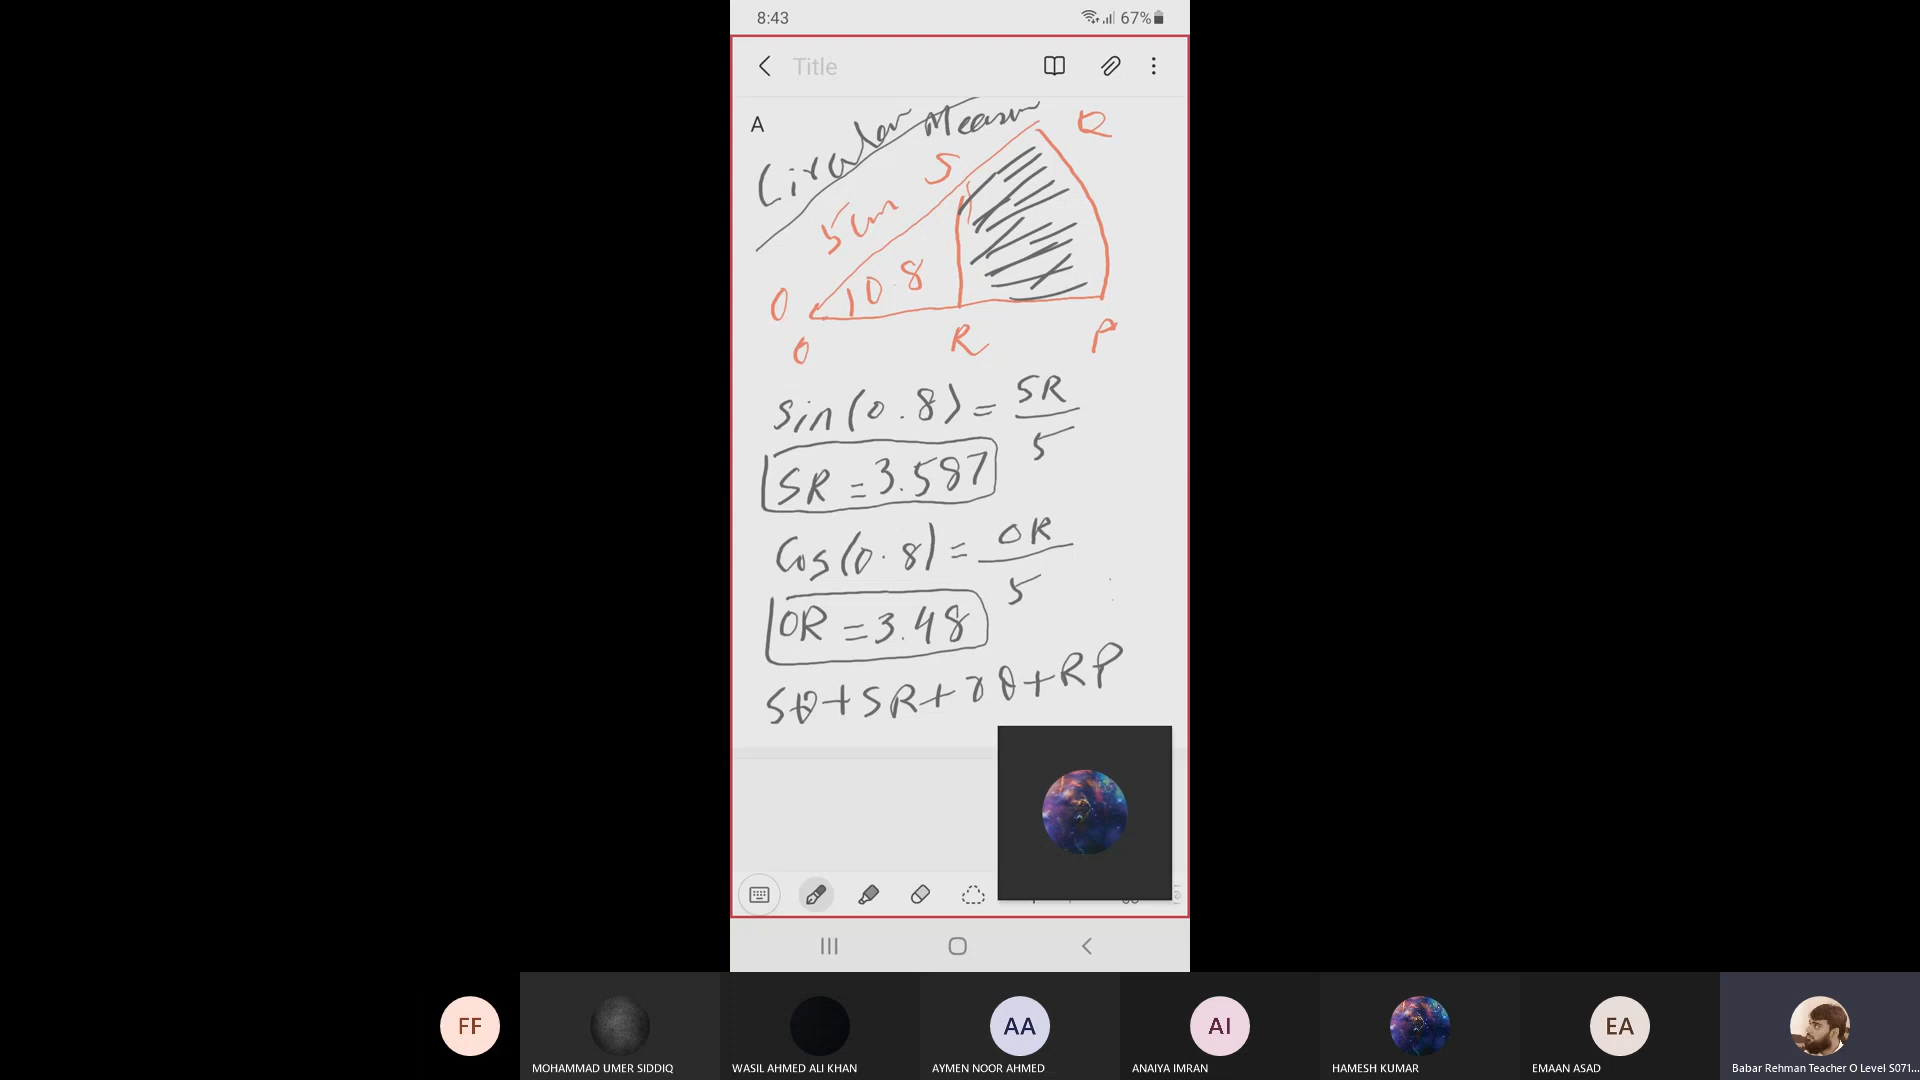 8:43 67%
Title
A
Circular Measure
Q
S
5cm
0.8
O
O R P
sin(0.8) = SR/5
SR = 3.587
Cos(0.8) = OR/5
OR = 3.48
SQ+SR+rθ+RP
FF
AA
AI
EA
MOHAMMAD UMER SIDDIQ
WASIL AHMED ALI KHAN
AYMEN NOOR AHMED
ANAIYA IMRAN
HAMESH KUMAR
EMAAN ASAD
Babar Rehman Teacher O Level S071...